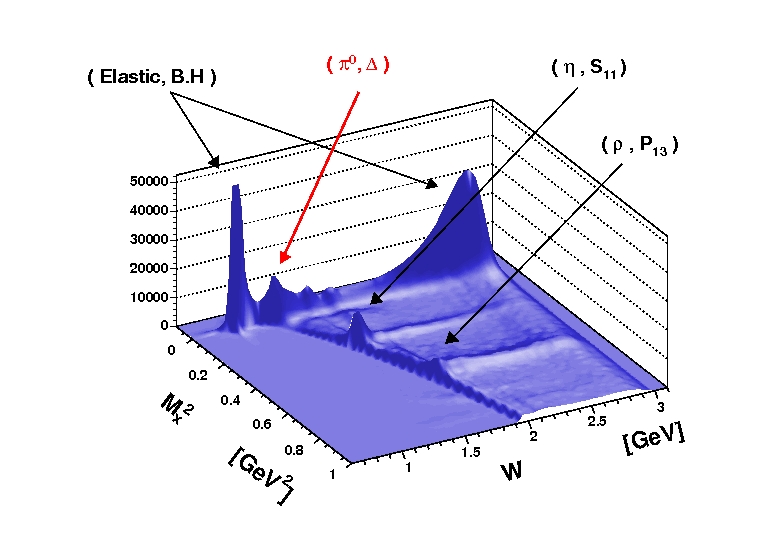 ( π⁰, Δ )
( η , S₁₁)
( Elastic, B.H )
( ρ , P₁₃ )
50000
40000
30000
20000
10000
0
0
0.2
0.4
0.6
0.8
1
Mₓ²
[GeV²]
1
1.5
2
2.5
3
W
[GeV]